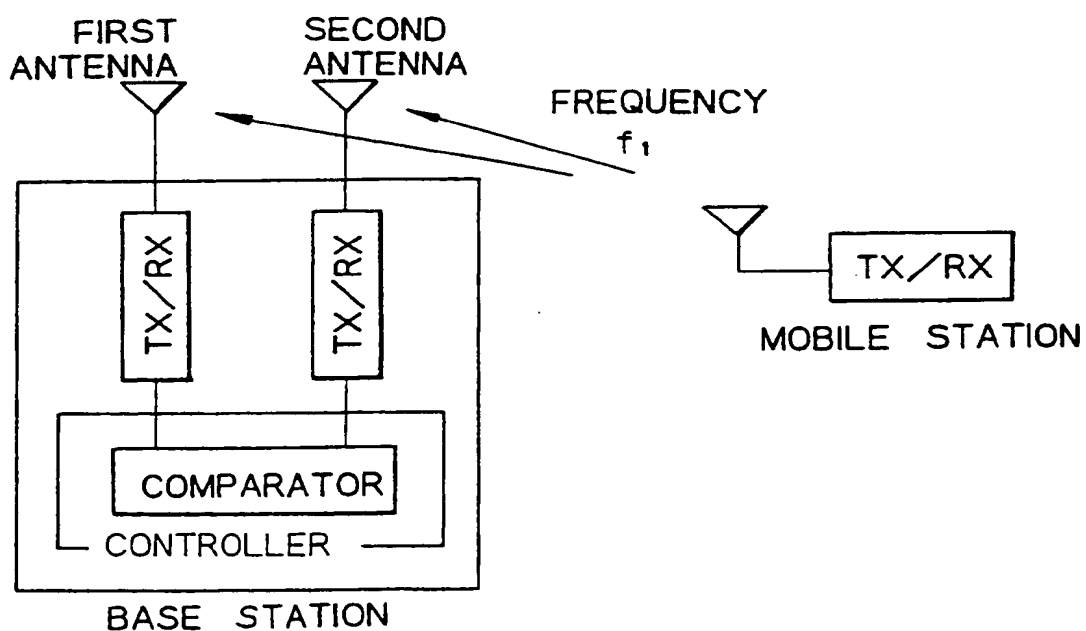 FIRST
ANTENNA
SECOND
ANTENNA
FREQUENCY
f₁
TX/RX
TX/RX
TX/RX
MOBILE STATION
COMPARATOR
CONTROLLER
BASE STATION